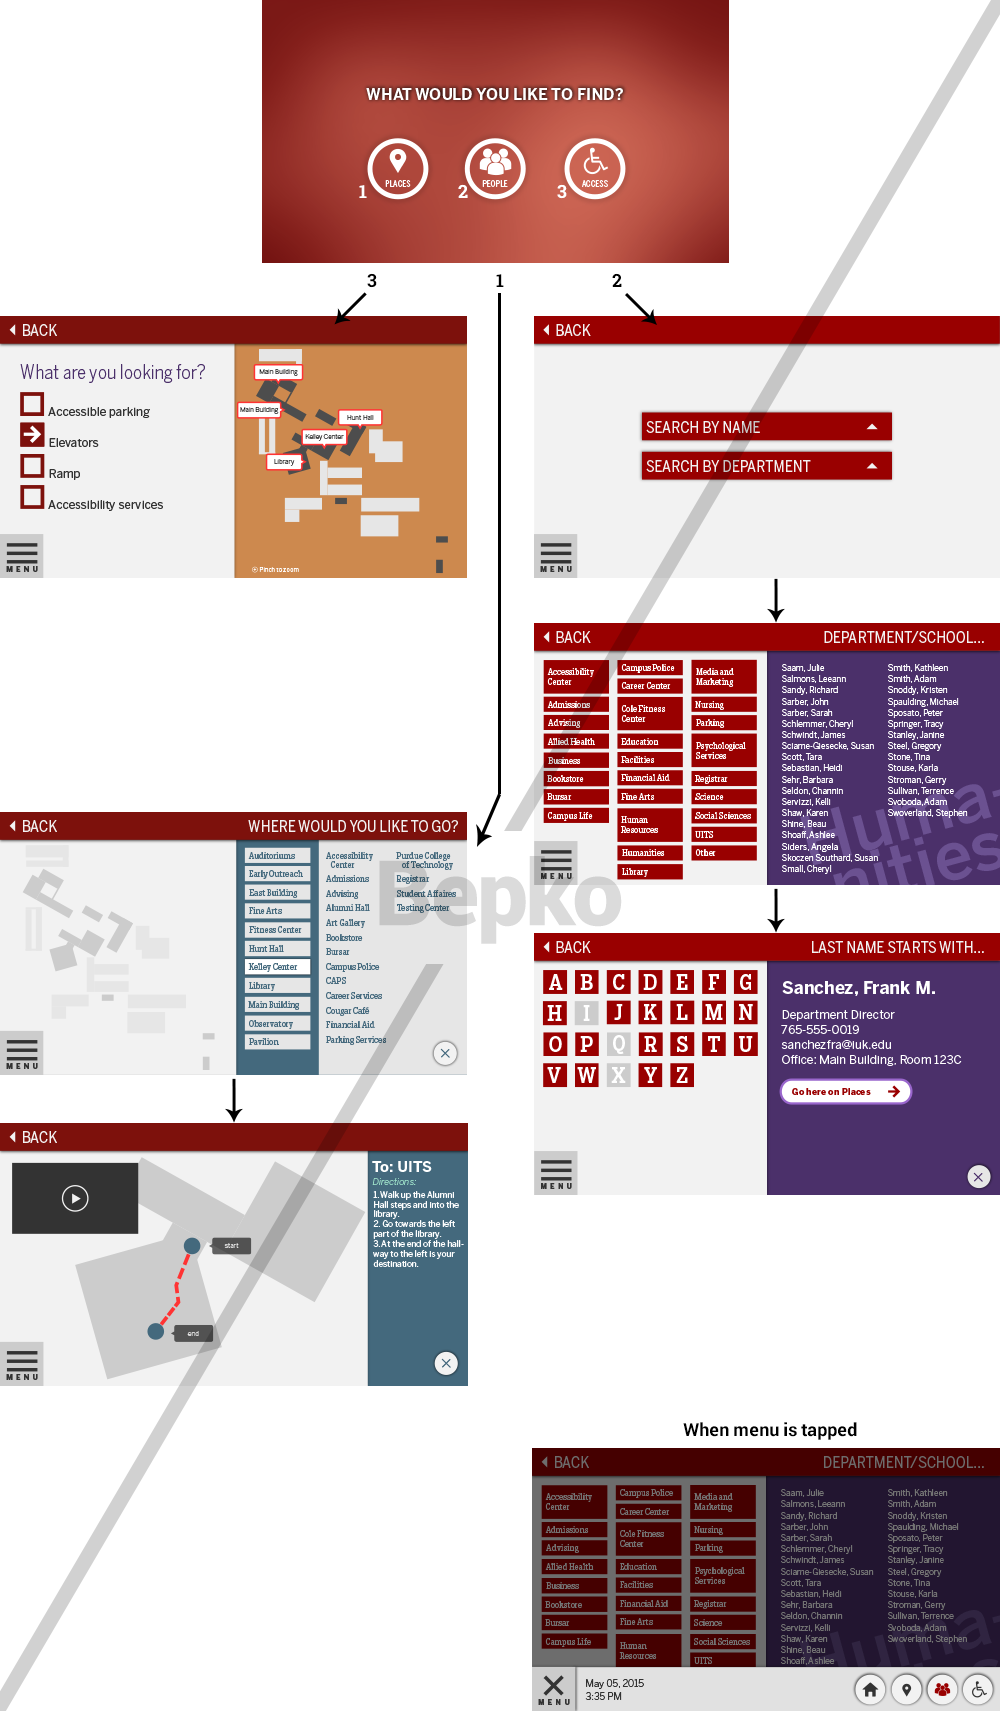 WHAT WOULD YOU LIKE TO FIND?
PLACES
PEOPLE
ACCESS
1
2
3
3
1
2
BACK
What are you looking for?
Accessible parking
Elevators
Ramp
Accessibility services
MENU
Main Building
Main Building
Hunt Hall
Kelley Center
Library
Pinch to zoom
BACK
SEARCH BY NAME
SEARCH BY DEPARTMENT
MENU
BACK
DEPARTMENT/SCHOOL...
Accessibility
Center
Admissions
Advising
Allied Health
Business
Bookstore
Bursar
Campus Life
Campus Police
Career Center
Cole Fitness
Center
Education
Facilities
Financial Aid
Fine Arts
Human
Resources
Humanities
Library
Media and
Marketing
Nursing
Parking
Psychological
Services
Registrar
Science
Social Sciences
UITS
Other
Saam, Julie
Salmons, Leeann
Sandy, Richard
Sarber, John
Sarber, Sarah
Schlemmer, Cheryl
Schwindt, James
Sciame-Giesecke, Susan
Scott, Tara
Sebastian, Heidi
Sehr, Barbara
Seldon, Channin
Servizzi, Kelli
Shaw, Karen
Shine, Beau
Shoaff, Ashlee
Siders, Angela
Skoczen Southard, Susan
Small, Cheryl
Smith, Kathleen
Smith, Adam
Snoddy, Kristen
Spaulding, Michael
Sposato, Peter
Springer, Tracy
Stanley, Janine
Steel, Gregory
Stone, Tina
Stouse, Karla
Stroman, Gerry
Sullivan, Terrence
Svoboda, Adam
Swoverland, Stephen
MENU
BACK
WHERE WOULD YOU LIKE TO GO?
Auditoriums
Early Outreach
East Building
Fine Arts
Fitness Center
Hunt Hall
Kelley Center
Library
Main Building
Observatory
Pavilion
Accessibility
Center
Admissions
Advising
Alumni Hall
Art Gallery
Bookstore
Bursar
Campus Police
CAPS
Career Services
Cougar Café
Financial Aid
Parking Services
Purdue College
of Technology
Registrar
Student Affaires
Testing Center
MENU
Bepko
BACK
LAST NAME STARTS WITH...
A B C D E F G
H I J K L M N
O P Q R S T U
V W X Y Z
Sanchez, Frank M.
Department Director
765-555-0019
sanchezfra@iuk.edu
Office: Main Building, Room 123C
Go here on Places
MENU
BACK
start
end
To: UITS
Directions:
1.Walk up the Alumni
Hall steps and into the
library.
2. Go towards the left
part of the library.
3.At the end of the hall-
way to the left is your
destination.
MENU
When menu is tapped
BACK
DEPARTMENT/SCHOOL...
Accessibility
Center
Admissions
Advising
Allied Health
Business
Bookstore
Bursar
Campus Life
Campus Police
Career Center
Cole Fitness
Center
Education
Facilities
Financial Aid
Fine Arts
Human
Resources
Media and
Marketing
Nursing
Parking
Psychological
Services
Registrar
Science
Social Sciences
UITS
Saam, Julie
Salmons, Leeann
Sandy, Richard
Sarber, John
Sarber, Sarah
Schlemmer, Cheryl
Schwindt, James
Sciame-Giesecke, Susan
Scott, Tara
Sebastian, Heidi
Sehr, Barbara
Seldon, Channin
Servizzi, Kelli
Shaw, Karen
Shine, Beau
Shoaff, Ashlee
Smith, Kathleen
Smith, Adam
Snoddy, Kristen
Spaulding, Michael
Sposato, Peter
Springer, Tracy
Stanley, Janine
Steel, Gregory
Stone, Tina
Stouse, Karla
Stroman, Gerry
Sullivan, Terrence
Svoboda, Adam
Swoverland, Stephen
MENU
May 05, 2015
3:35 PM